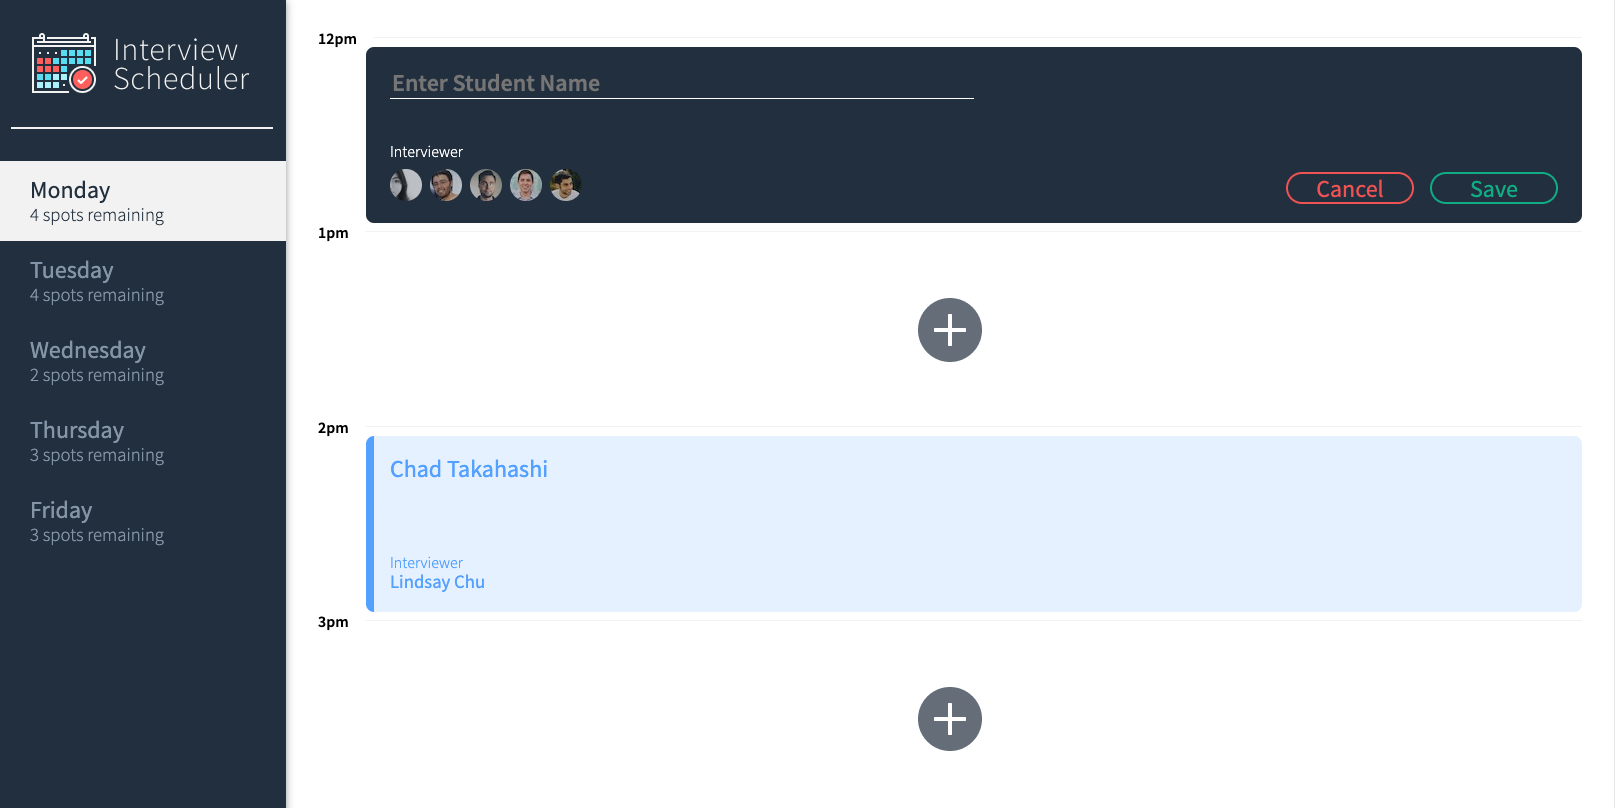 Interview
Scheduler
Monday
4 spots remaining
Tuesday
4 spots remaining
Wednesday
2 spots remaining
Thursday
3 spots remaining
Friday
3 spots remaining
12pm
Enter Student Name
Interviewer
Cancel
Save
1pm
2pm
Chad Takahashi
Interviewer
Lindsay Chu
3pm